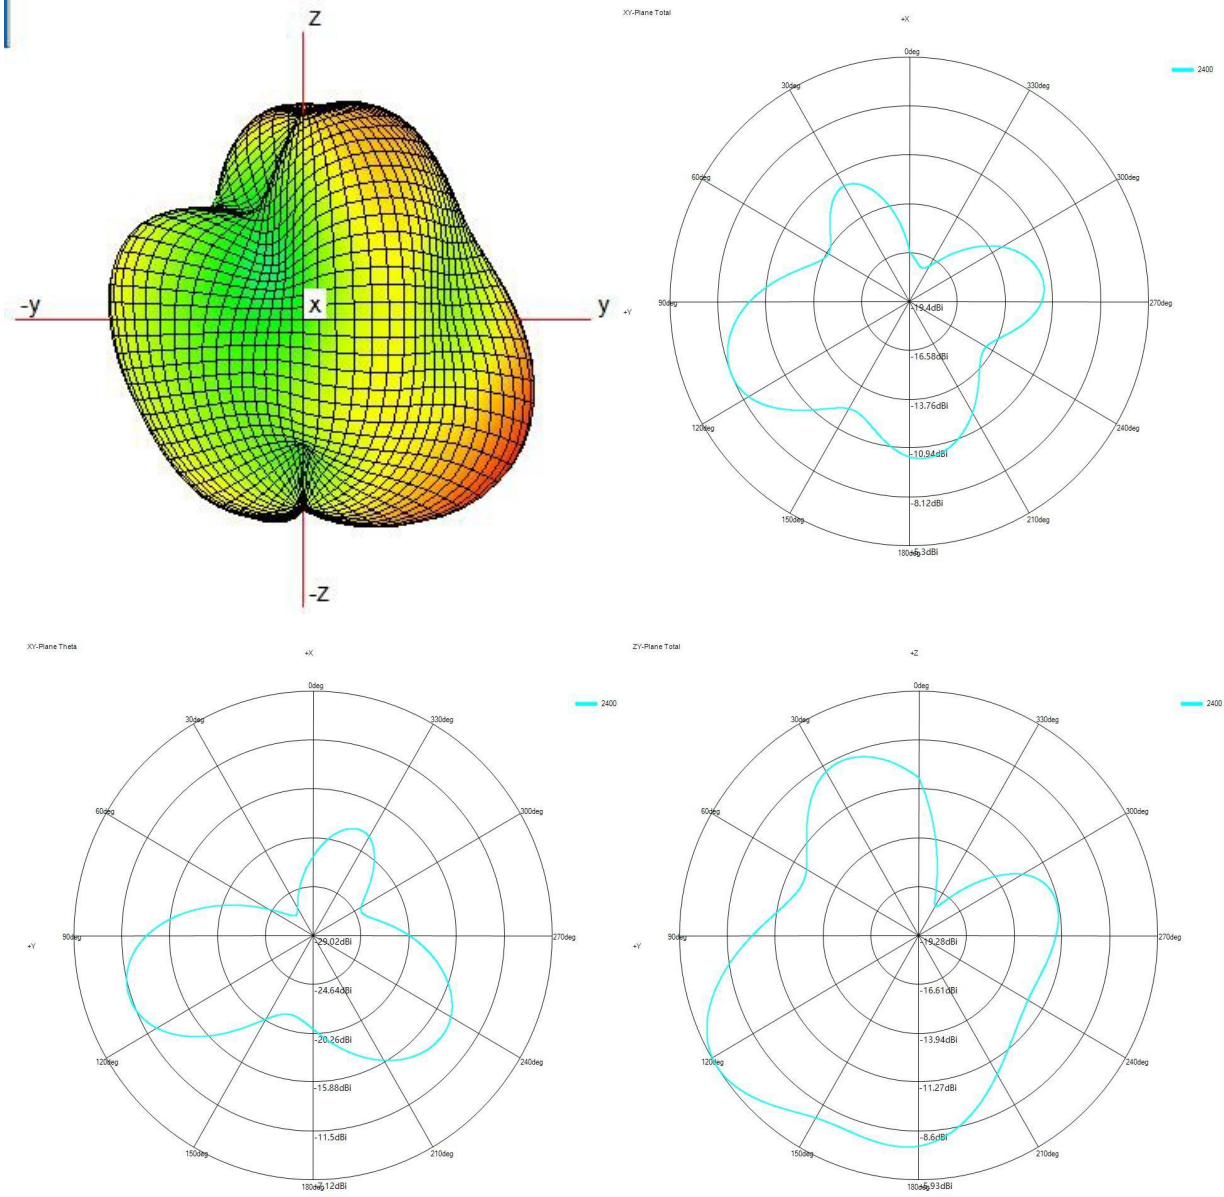 z
-y
x
y
-z
XY-Plane Total
+X
0deg
30deg
330deg
2400
60deg
300deg
90deg
+Y
270deg
-19.4dBi
-16.58dBi
-13.76dBi
120deg
240deg
-10.94dBi
-8.12dBi
150deg
210deg
180deg
XY-Plane Theta
+X
0deg
30deg
330deg
2400
60deg
300deg
+Y
90deg
270deg
-29.02dBi
-24.64dBi
-20.26dBi
120deg
240deg
-15.88dBi
-11.5dBi
150deg
210deg
180deg
ZY-Plane Total
+Z
0deg
30deg
330deg
2400
60deg
300deg
+Y
90deg
270deg
-19.28dBi
-16.61dBi
-13.94dBi
120deg
240deg
-11.27dBi
-8.6dBi
150deg
210deg
180deg